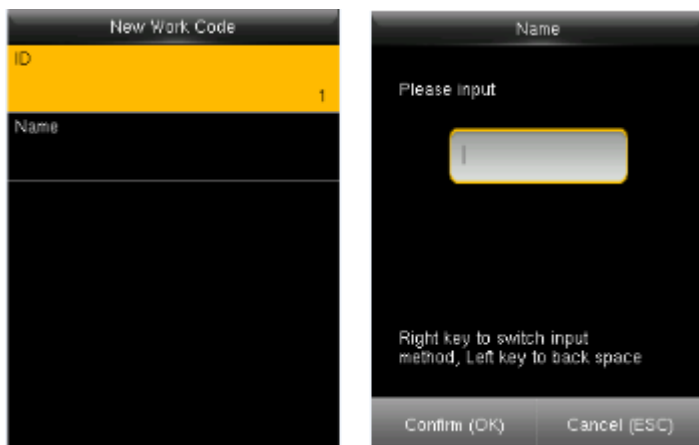 New Work Code
ID
1
Name
Name
Please input
Right key to switch input
method, Left key to back space
Confirm (OK)
Cancel (ESC)